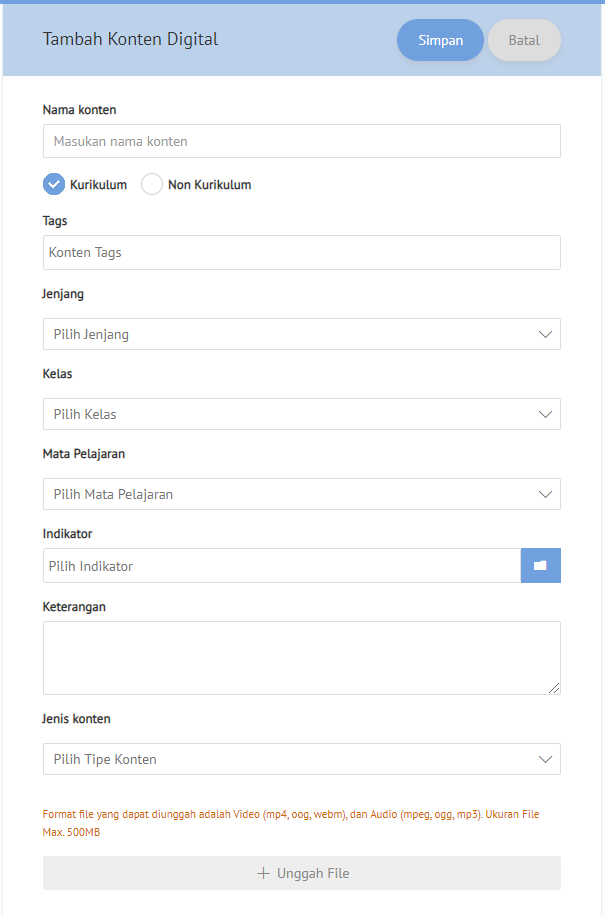 Tambah Konten Digital
Simpan
Batal
Nama konten
Masukan nama konten
Kurikulum
Non Kurikulum
Tags
Konten Tags
Jenjang
Pilih Jenjang
Kelas
Pilih Kelas
Mata Pelajaran
Pilih Mata Pelajaran
Indikator
Pilih Indikator
Keterangan
Jenis konten
Pilih Tipe Konten
Format file yang dapat diunggah adalah Video (mp4, oog, webm), dan Audio (mpeg, ogg, mp3). Ukuran File
Max. 500MB
+ Unggah File